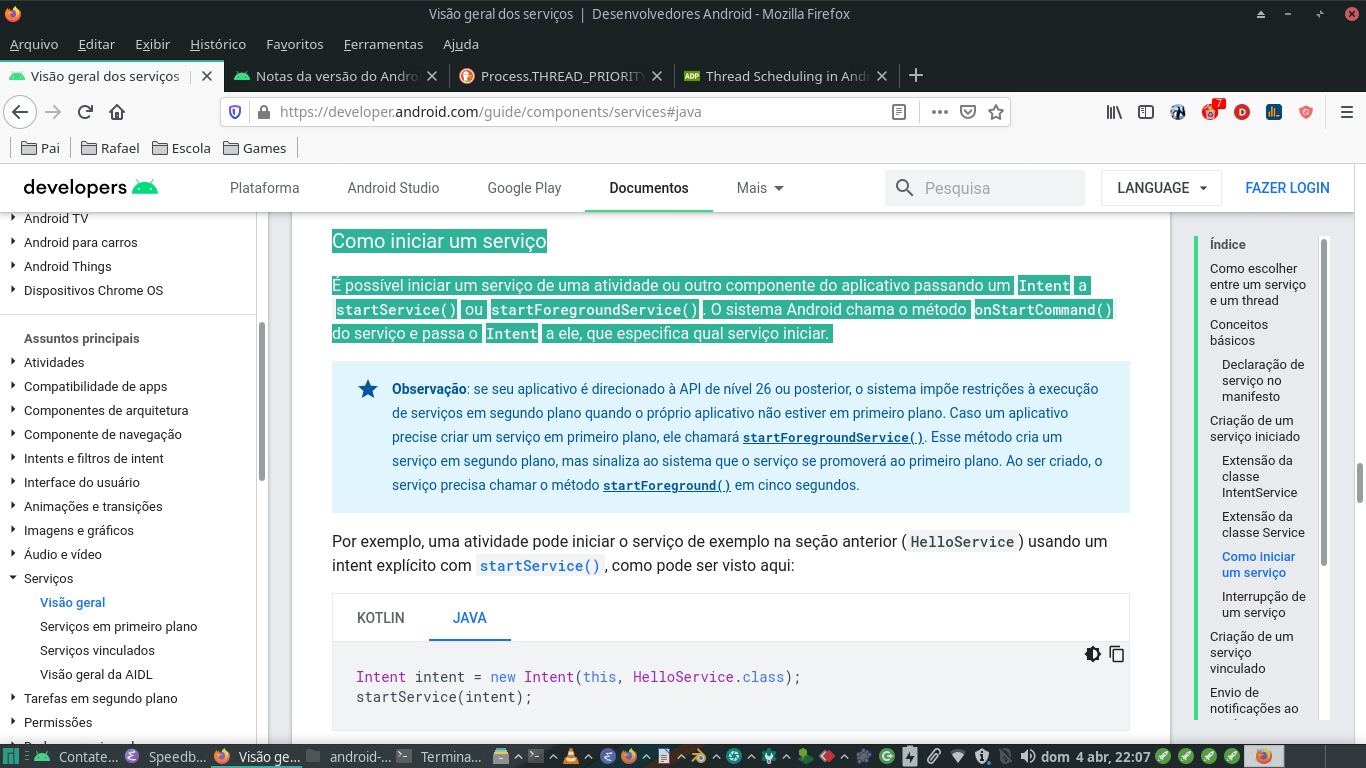 Visão geral dos serviços | Desenvolvedores Android - Mozilla Firefox
Arquivo Editar Exibir Histórico Favoritos Ferramentas Ajuda
Visão geral dos serviços | Notas da versão do Andro Process.THREAD_PRIORITY Thread Scheduling in And
https://developer.android.com/guide/components/services#java
7
Pai Rafael Escola Games
developers Plataforma Android Studio Google Play Documentos Mais Pesquisa LANGUAGE FAZER LOGIN
Android TV
Android para carros
Android Things
Dispositivos Chrome OS
Assuntos principais
Atividades
Compatibilidade de apps
Componentes de arquitetura
Componente de navegação
Intents e filtros de intent
Interface do usuário
Animações e transições
Imagens e gráficos
Áudio e vídeo
Serviços
Visão geral
Serviços em primeiro plano
Serviços vinculados
Visão geral da AIDL
Tarefas em segundo plano
Permissões
Como iniciar um serviço
É possível iniciar um serviço de uma atividade ou outro componente do aplicativo passando um Intent a
startService() ou startForegroundService(). O sistema Android chama o método onStartCommand()
do serviço e passa o Intent a ele, que especifica qual serviço iniciar.
Observação: se seu aplicativo é direcionado à API de nível 26 ou posterior, o sistema impõe restrições à execução
de serviços em segundo plano quando o próprio aplicativo não estiver em primeiro plano. Caso um aplicativo
precise criar um serviço em primeiro plano, ele chamará startForegroundService(). Esse método cria um
serviço em segundo plano, mas sinaliza ao sistema que o serviço se promoverá ao primeiro plano. Ao ser criado, o
serviço precisa chamar o método startForeground() em cinco segundos.
Por exemplo, uma atividade pode iniciar o serviço de exemplo na seção anterior (HelloService) usando um
intent explícito com startService(), como pode ser visto aqui:
KOTLIN JAVA
Intent intent = new Intent(this, HelloService.class);
startService(intent);
Índice
Como escolher
entre um serviço
e um thread
Conceitos
básicos
Declaração de
serviço no
manifesto
Criação de um
serviço iniciado
Extensão da
classe
IntentService
Extensão da
classe Service
Como iniciar
um serviço
Interrupção de
um serviço
Criação de um
serviço
vinculado
Envio de
notificações ao
Contate... Speedb... Visão ge... android-... Termina... dom 4 abr, 22:07